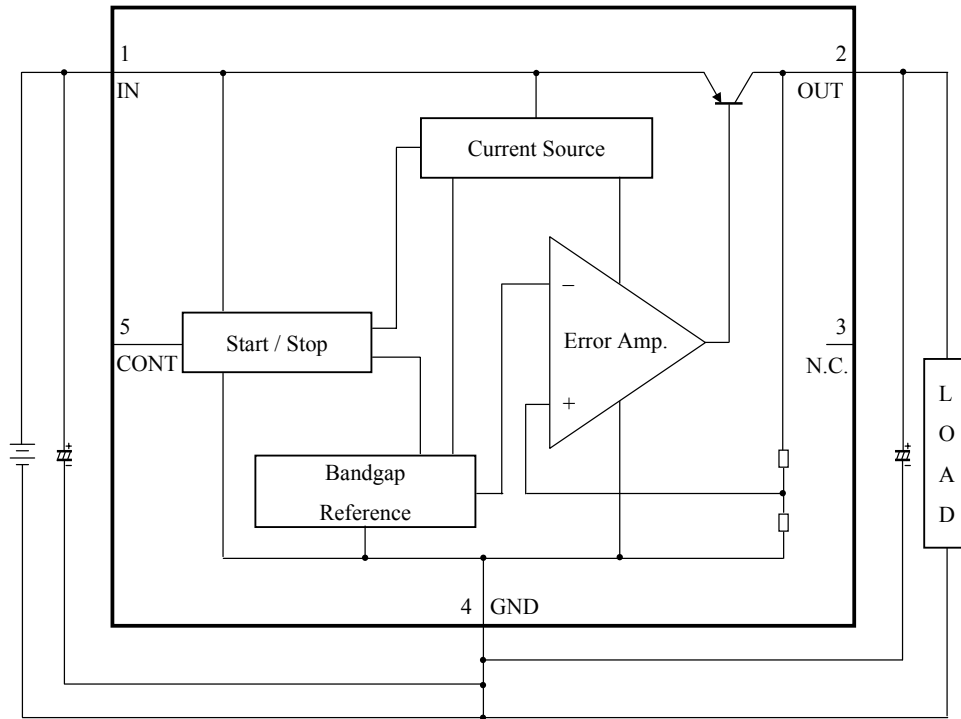 1
2
IN
OUT
Current Source
−
5
3
Start / Stop
Error Amp.
CONT
N.C.
+
L
O
A
D
+
−
+
−
Bandgap
Reference
4
GND